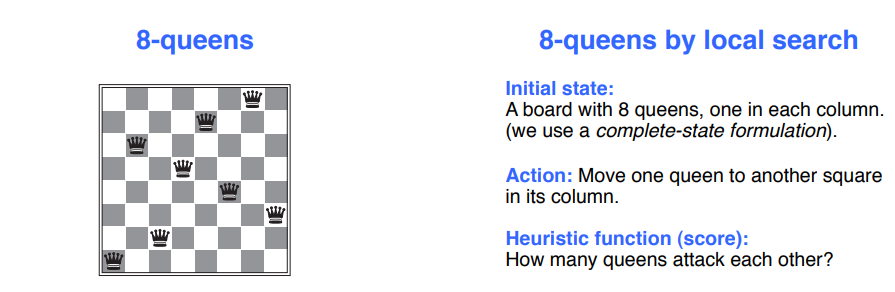 8-queens
8-queens by local search
Initial state:
A board with 8 queens, one in each column.
(we use a complete-state formulation).
Action: Move one queen to another square
in its column.
Heuristic function (score):
How many queens attack each other?